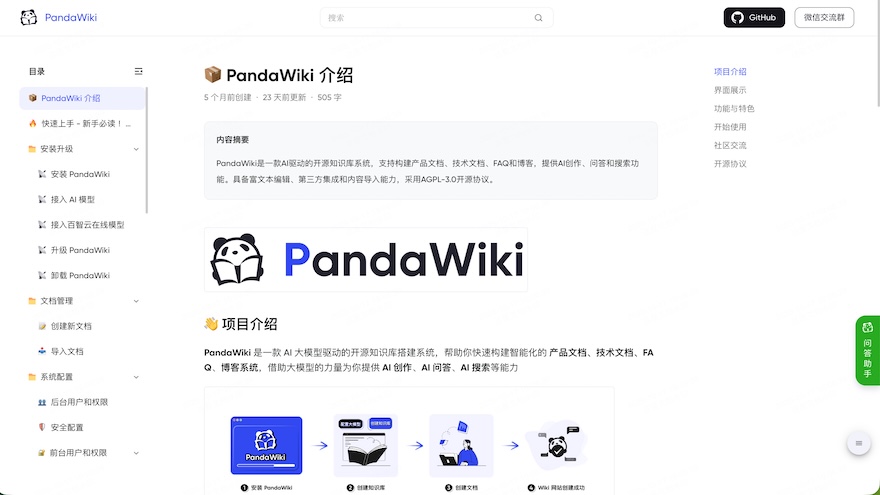 PandaWiki
搜索
GitHub
微信交流群
目录
📦 PandaWiki 介绍
🔥 快速上手 - 新手必读！...
安装升级
安装 PandaWiki
接入 AI 模型
接入百智云在线模型
升级 PandaWiki
卸载 PandaWiki
文档管理
创建新文档
导入文档
系统配置
后台用户和权限
安全配置
前台用户和权限
📦 PandaWiki 介绍
5 个月前创建 · 23 天前更新 · 505 字
内容摘要
PandaWiki是一款AI驱动的开源知识库系统，支持构建产品文档、技术文档、FAQ和博客，提供AI创作、问答和搜索功
能。具备富文本编辑、第三方集成和内容导入能力，采用AGPL-3.0开源协议。
PandaWiki
👋 项目介绍
PandaWiki 是一款 AI 大模型驱动的开源知识库搭建系统，帮助你快速构建智能化的 产品文档、技术文档、FA
Q、博客系统，借助大模型的力量为你提供 AI 创作、AI 问答、AI 搜索等能力
PandaWiki
配置大模型
创建知识库
1 安装 PandaWiki
2 创建知识库
3 创建文档
4 Wiki 网站创建成功
项目介绍
界面展示
功能与特色
开始使用
社区交流
开源协议
问答助手